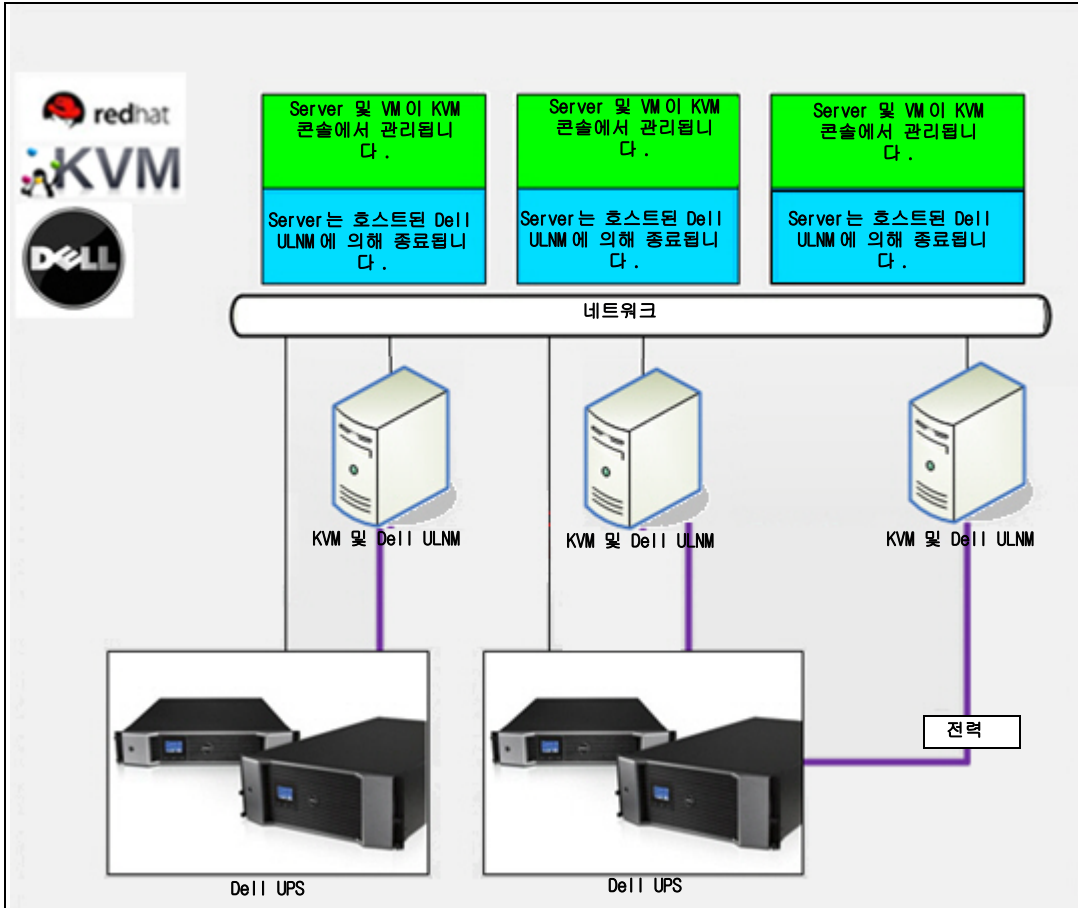 redhat
KVM
DELL
Server 및 VM이 KVM
콘솔에서 관리됩니
다.
Server 및 VM이 KVM
콘솔에서 관리됩니
다.
Server 및 VM이 KVM
콘솔에서 관리됩니
다.
Server는 호스트된 Dell
ULNM에 의해 종료됩니
다.
Server는 호스트된 Dell
ULNM에 의해 종료됩니
다.
Server는 호스트된 Dell
ULNM에 의해 종료됩니
다.
네트워크
KVM 및 Dell ULNM
KVM 및 Dell ULNM
KVM 및 Dell ULNM
전력
Dell UPS
Dell UPS